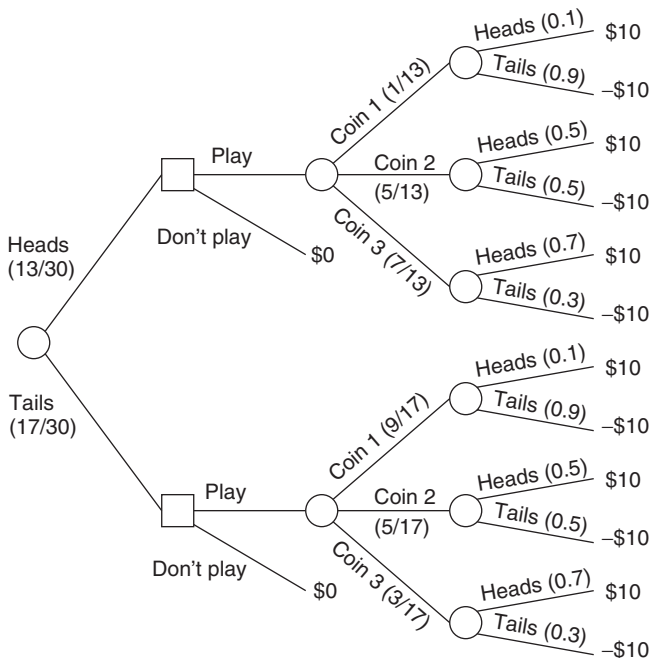 Heads (0.1) $10
Tails (0.9) –$10
Coin 1 (1/13)
Heads (0.5) $10
Play
Coin 2
(5/13)
Tails (0.5) –$10
Don't play
$0
Coin 3 (7/13)
Heads (0.7) $10
Tails (0.3) –$10
Heads
(13/30)
Tails
(17/30)
Heads (0.1) $10
Tails (0.9) –$10
Coin 1 (9/17)
Heads (0.5) $10
Play
Coin 2
(5/17)
Tails (0.5) –$10
Don't play
$0
Coin 3 (3/17)
Heads (0.7) $10
Tails (0.3) –$10